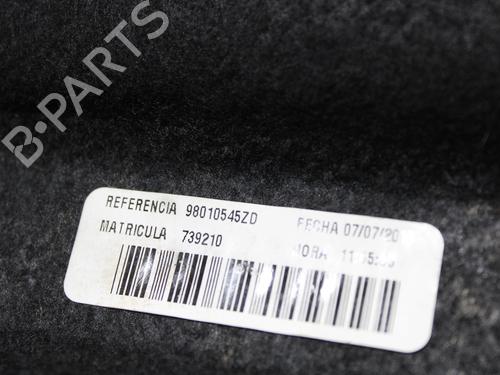 B-PARTS
REFERENCIA 98010545ZD FECHA 07/07/20
MATRICULA 739210 HORA